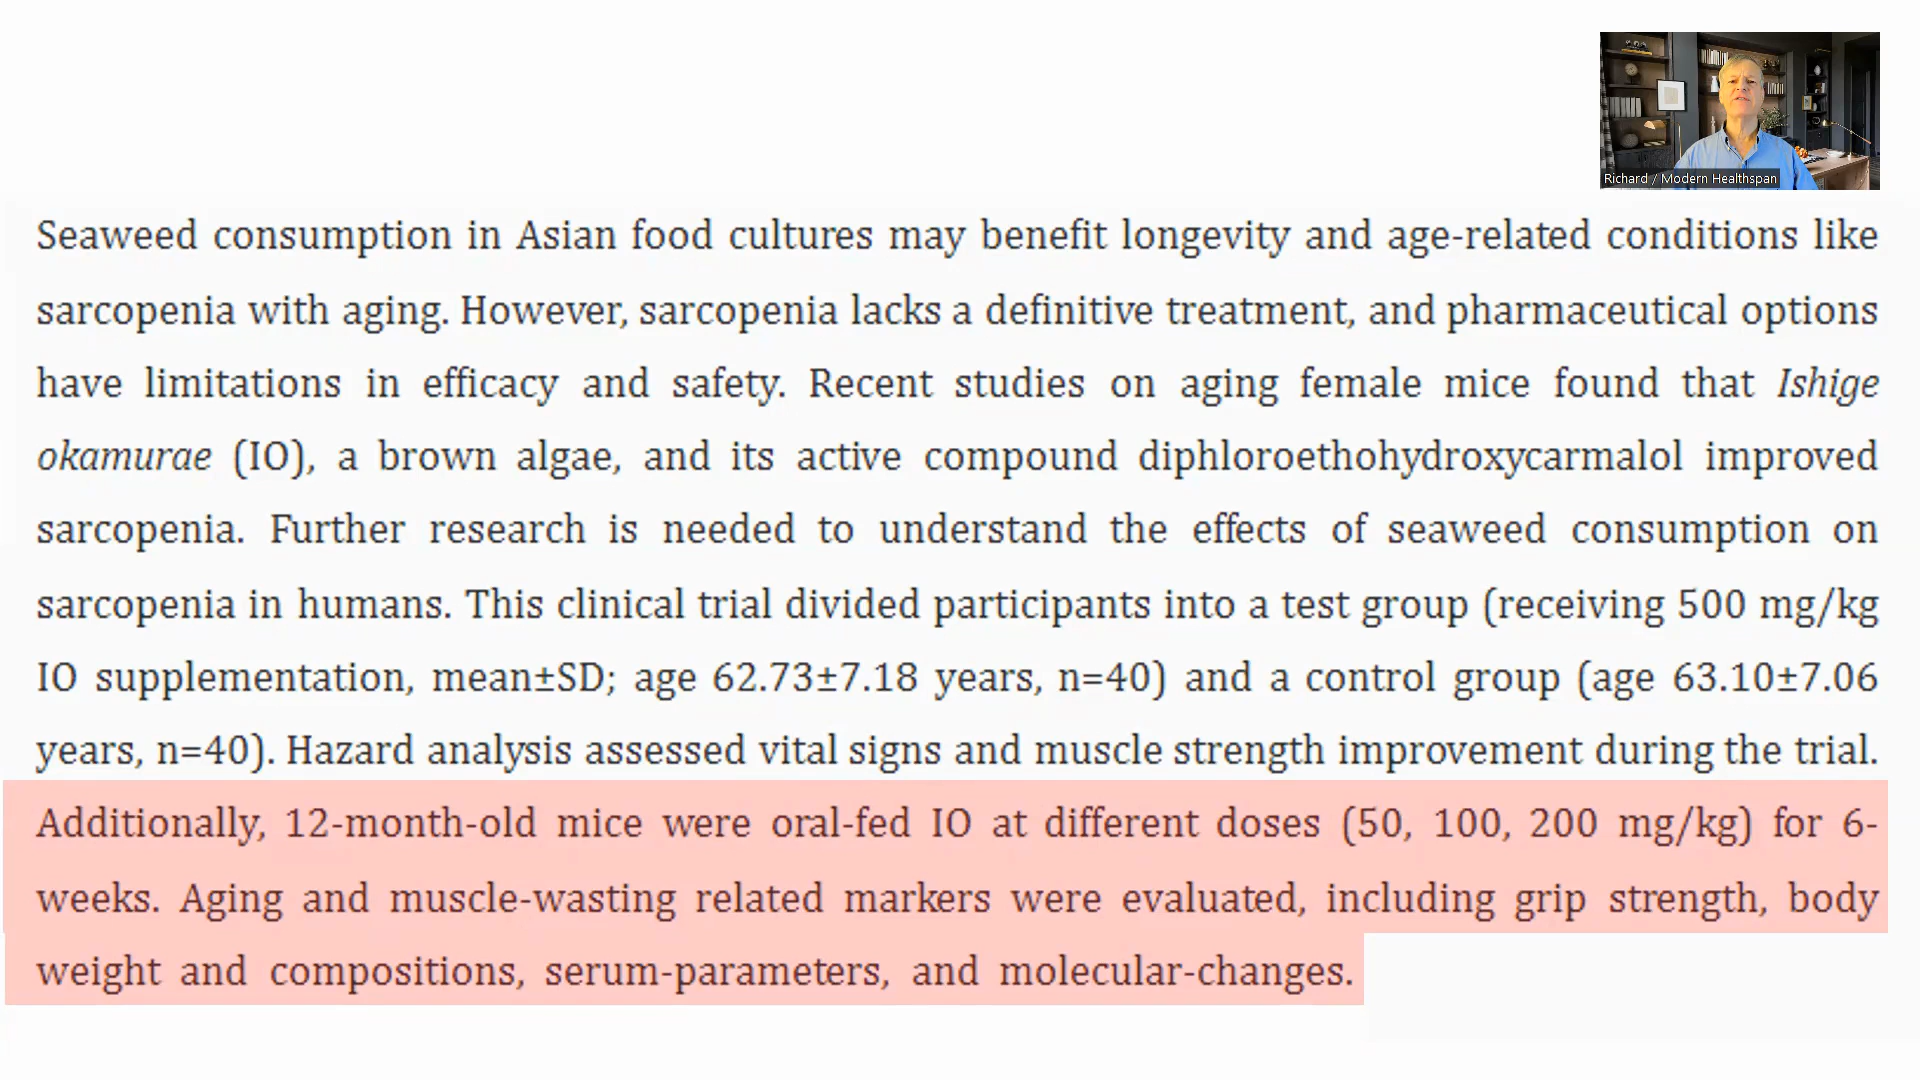 Richard / Modern Healthspan
Seaweed consumption in Asian food cultures may benefit longevity and age-related conditions like
sarcopenia with aging. However, sarcopenia lacks a definitive treatment, and pharmaceutical options
have limitations in efficacy and safety. Recent studies on aging female mice found that Ishige
okamurae (IO), a brown algae, and its active compound diphloroethohydroxycarmalol improved
sarcopenia. Further research is needed to understand the effects of seaweed consumption on
sarcopenia in humans. This clinical trial divided participants into a test group (receiving 500 mg/kg
IO supplementation, mean±SD; age 62.73±7.18 years, n=40) and a control group (age 63.10±7.06
years, n=40). Hazard analysis assessed vital signs and muscle strength improvement during the trial.
Additionally, 12-month-old mice were oral-fed IO at different doses (50, 100, 200 mg/kg) for 6-
weeks. Aging and muscle-wasting related markers were evaluated, including grip strength, body
weight and compositions, serum-parameters, and molecular-changes.